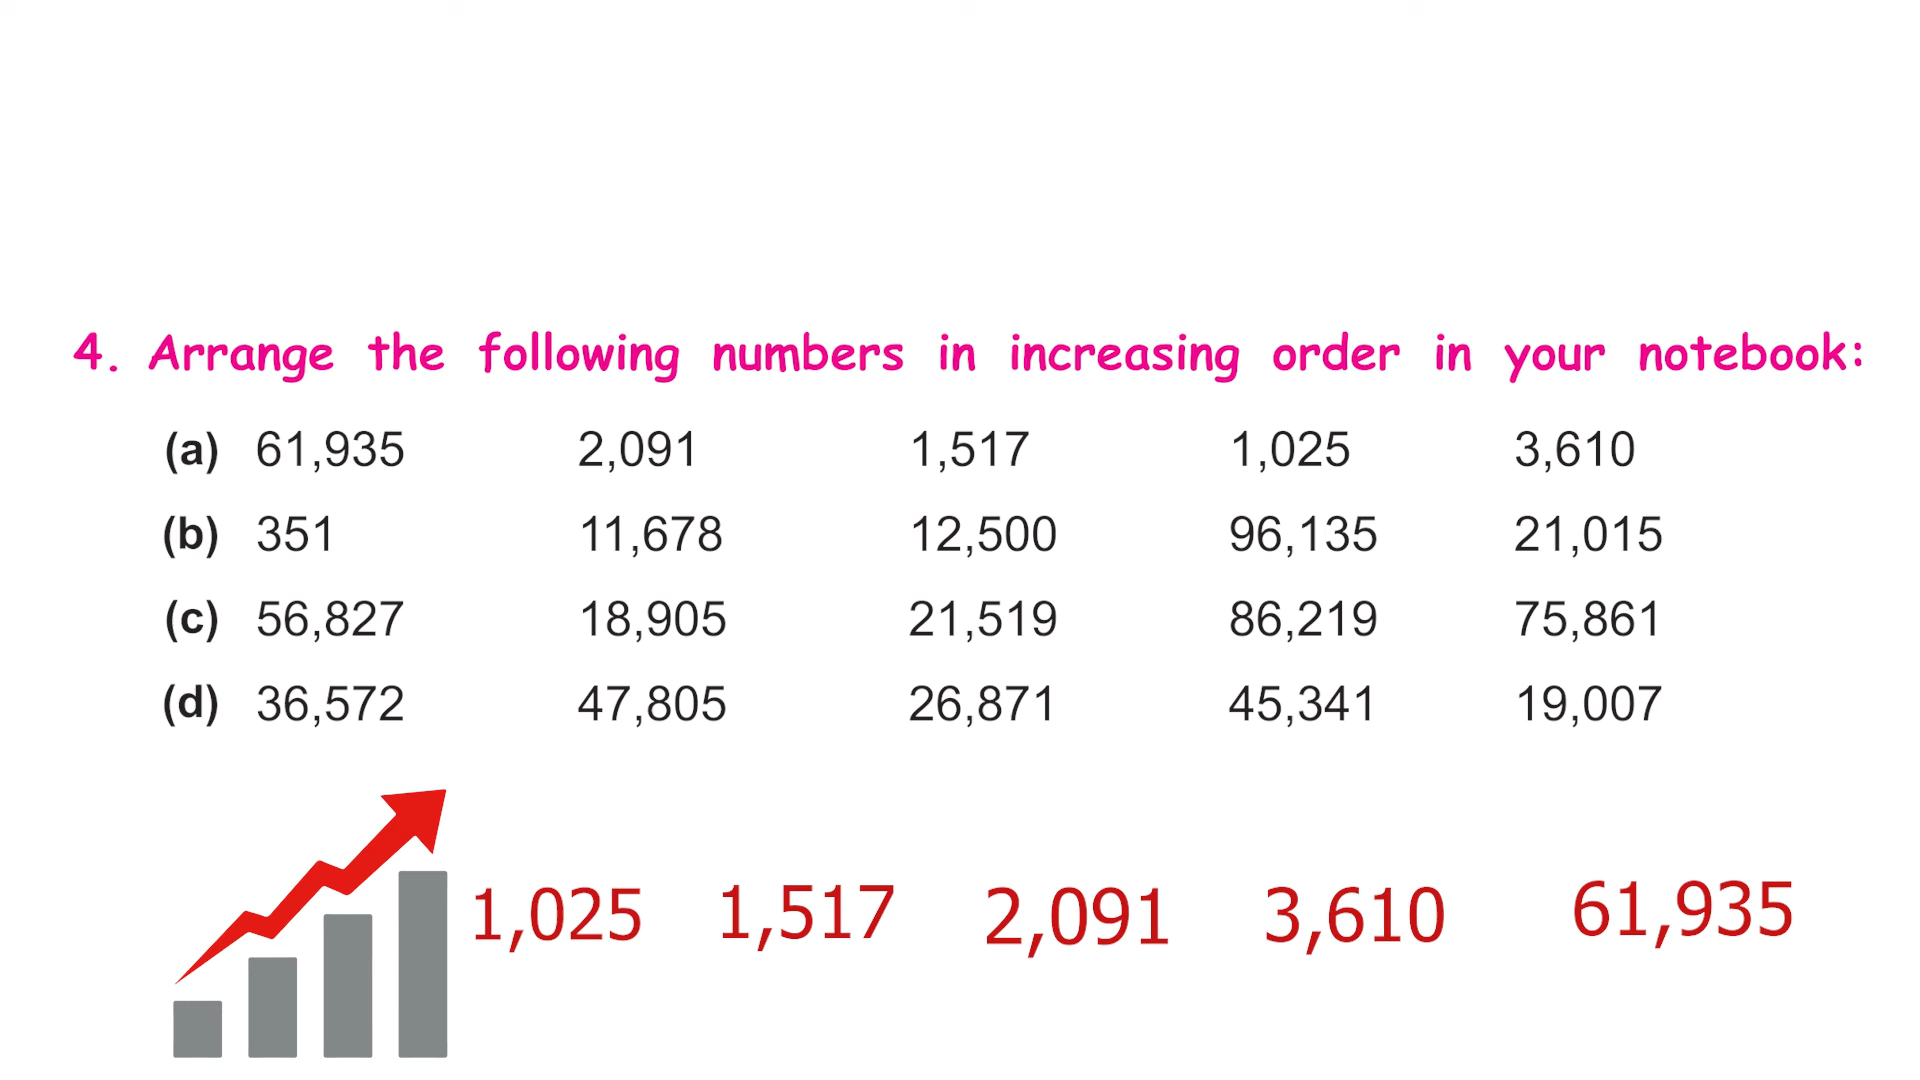 4. Arrange the following numbers in increasing order in your notebook:
(a) 61,935 2,091 1,517 1,025 3,610
(b) 351 11,678 12,500 96,135 21,015
(c) 56,827 18,905 21,519 86,219 75,861
(d) 36,572 47,805 26,871 45,341 19,007
1,025 1,517 2,091 3,610 61,935